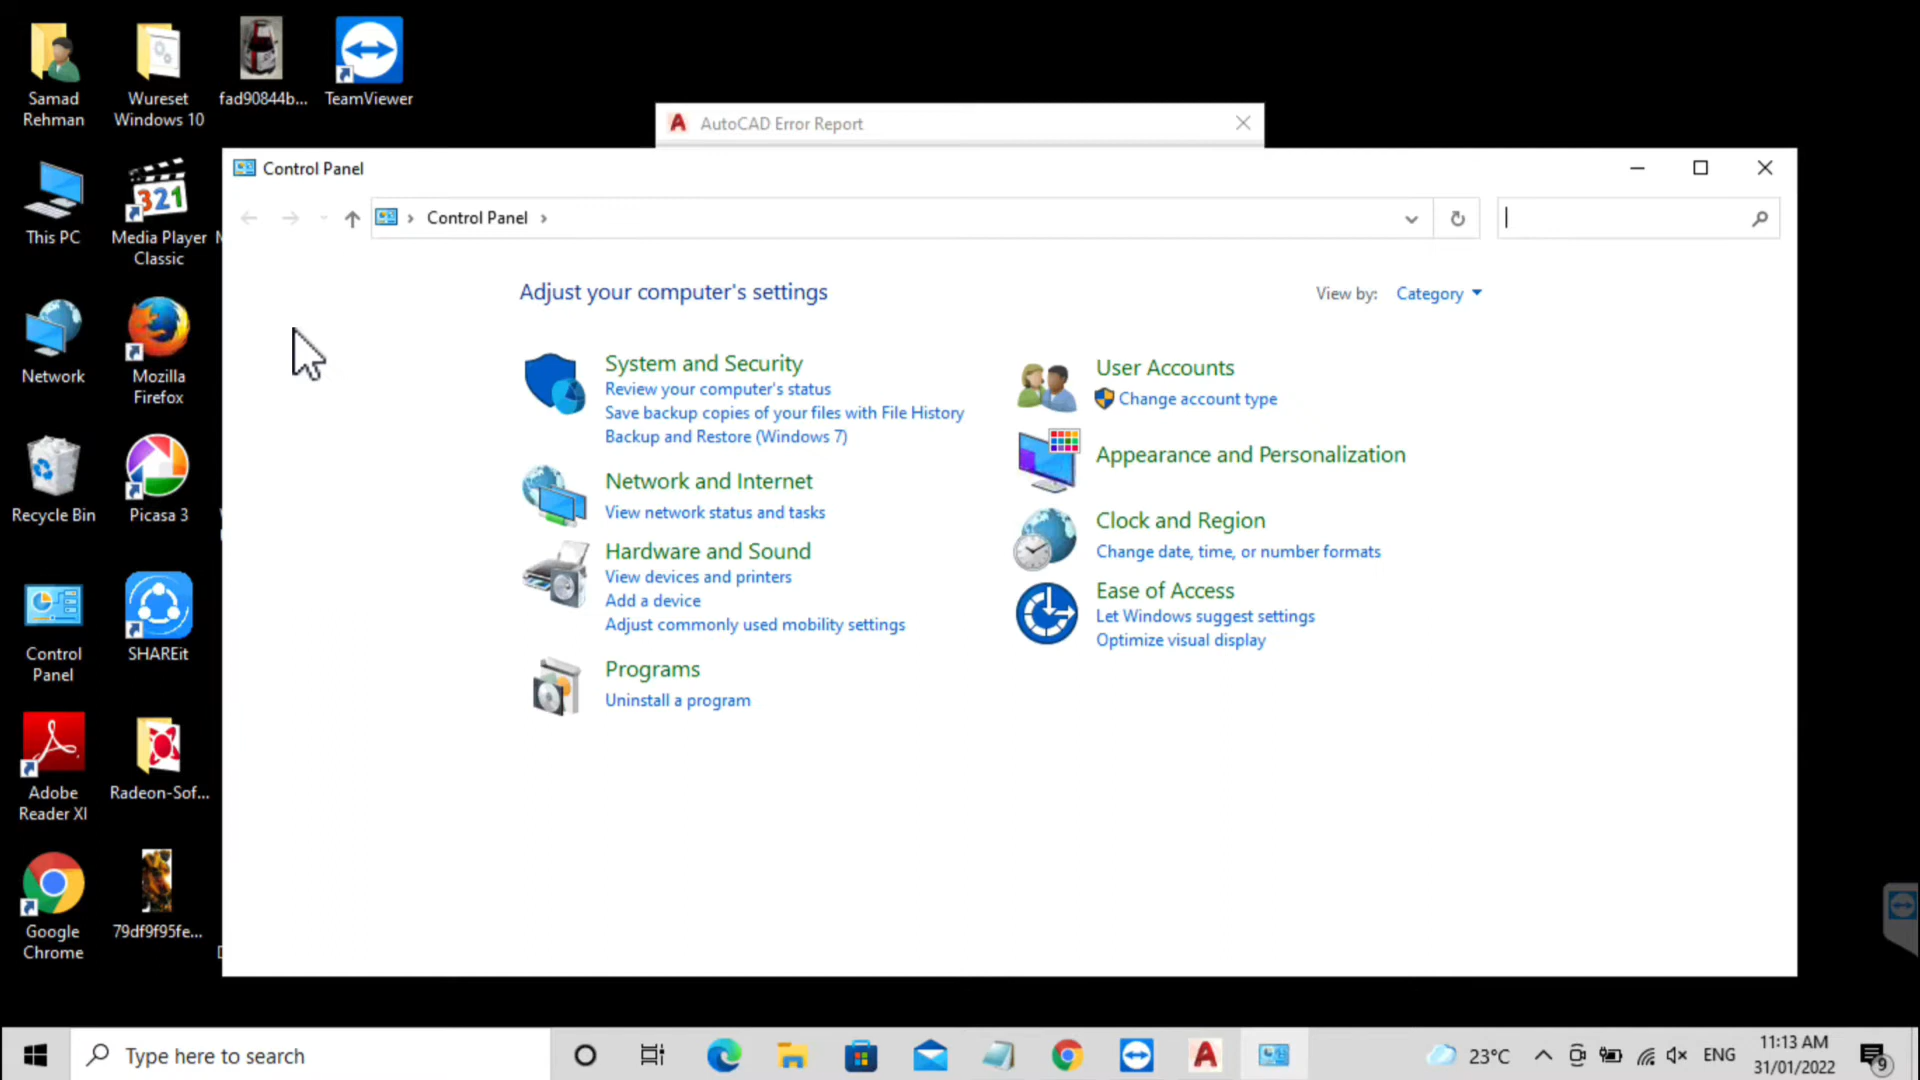 Samad
Rehman
Wureset
Windows 10
fad90844b...
TeamViewer
This PC
321
Media Player
Classic
Network
Mozilla
Firefox
Recycle Bin
Picasa 3
Control
Panel
SHAREit
Adobe
Reader XI
Radeon-Sof...
Google
Chrome
79df9f95fe...
AutoCAD Error Report
Control Panel
Control Panel
Adjust your computer's settings
View by: Category
System and Security
Review your computer's status
Save backup copies of your files with File History
Backup and Restore (Windows 7)
Network and Internet
View network status and tasks
Hardware and Sound
View devices and printers
Add a device
Adjust commonly used mobility settings
Programs
Uninstall a program
User Accounts
Change account type
Appearance and Personalization
Clock and Region
Change date, time, or number formats
Ease of Access
Let Windows suggest settings
Optimize visual display
Type here to search
23°C
ENG
11:13 AM
31/01/2022
9